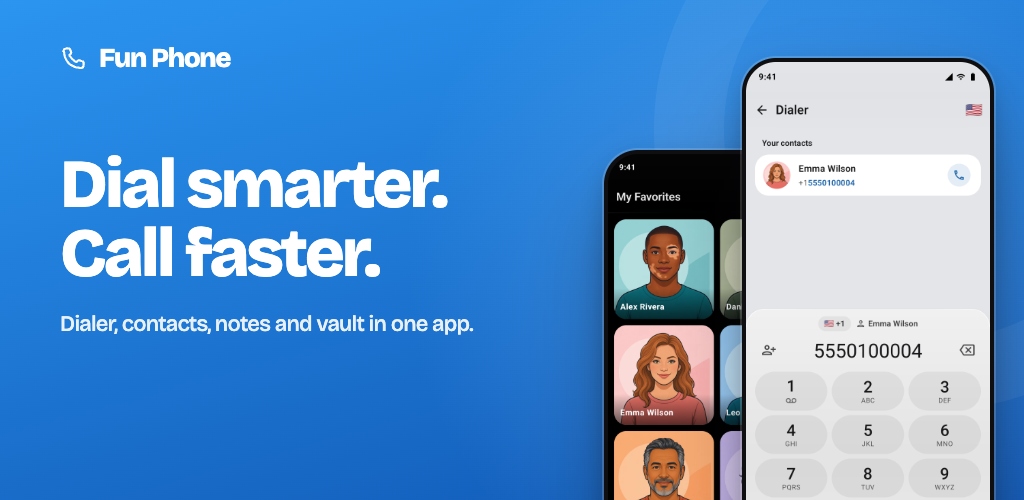 Fun Phone
Dial smarter.
Call faster.
Dialer, contacts, notes and vault in one app.
9:41
My Favorites
Alex Rivera
Dan
Emma Wilson
Leo
9:41
Dialer
Your contacts
Emma Wilson
+15550100004
+1 Emma Wilson
5550100004
1 2 3
ABC DEF
4 5 6
GHI JKL MNO
7 8 9
PQRS TUV WXYZ